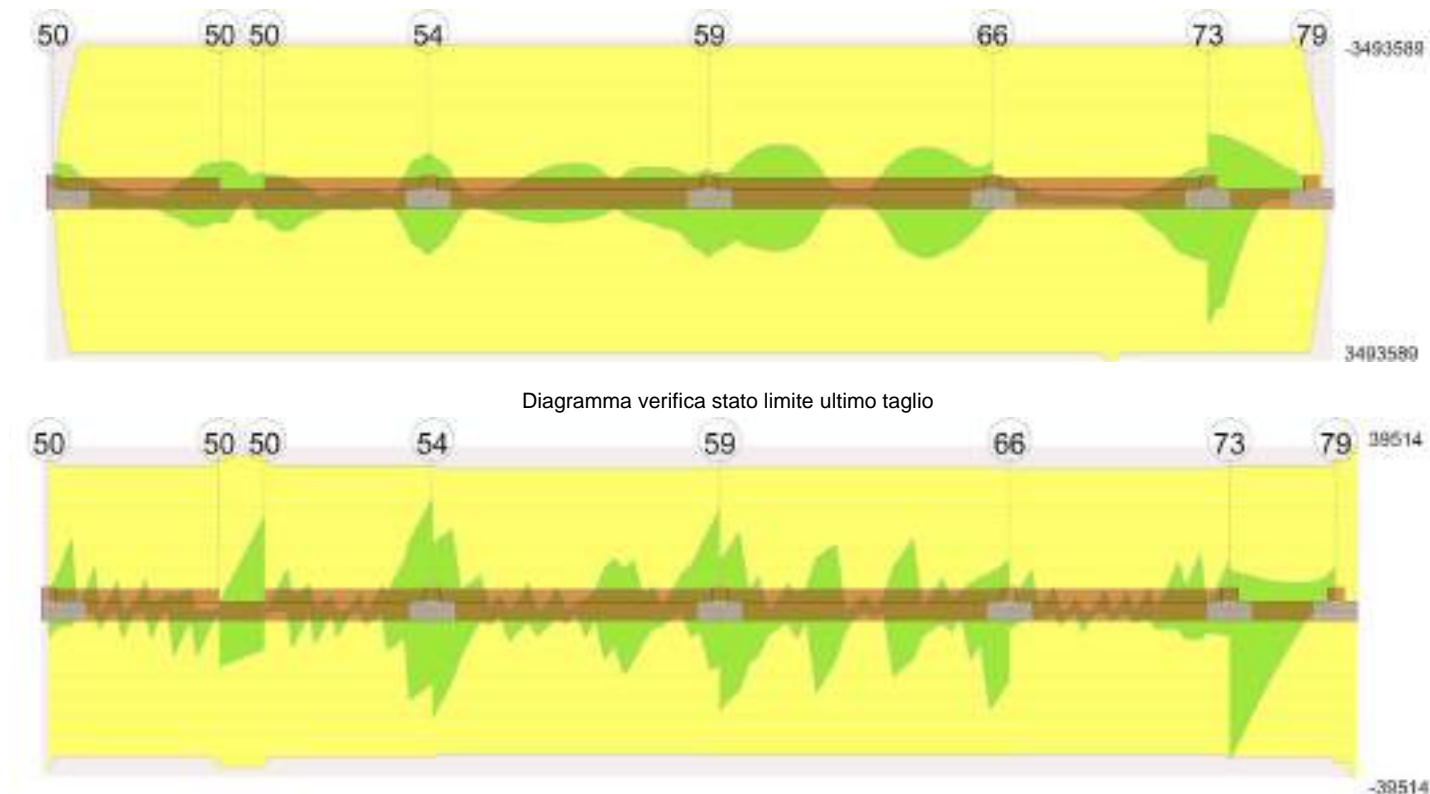 50 50 50 54 59 66 73 79
-3493589
3493589
Diagramma verifica stato limite ultimo taglio
50 50 50 54 59 66 73 79 39514
-39514